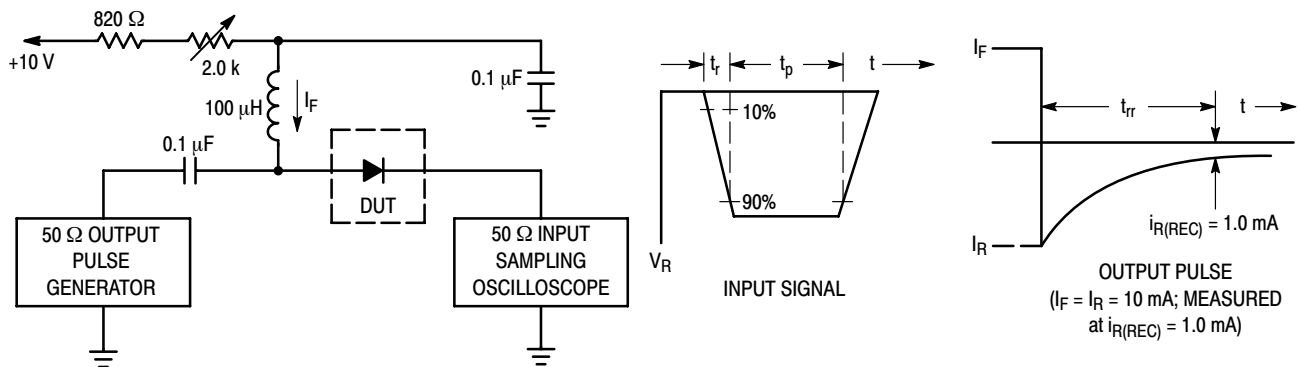 820 Ω
+10 V
2.0 k
100 μH
I_F
0.1 μF
0.1 μF
DUT
50 Ω OUTPUT
PULSE
GENERATOR
50 Ω INPUT
SAMPLING
OSCILLOSCOPE
t_r
t_p
t
10%
90%
V_R
INPUT SIGNAL
I_F
t_rr
t
I_R
i_R(REC) = 1.0 mA
OUTPUT PULSE
(I_F = I_R = 10 mA; MEASURED
at i_R(REC) = 1.0 mA)